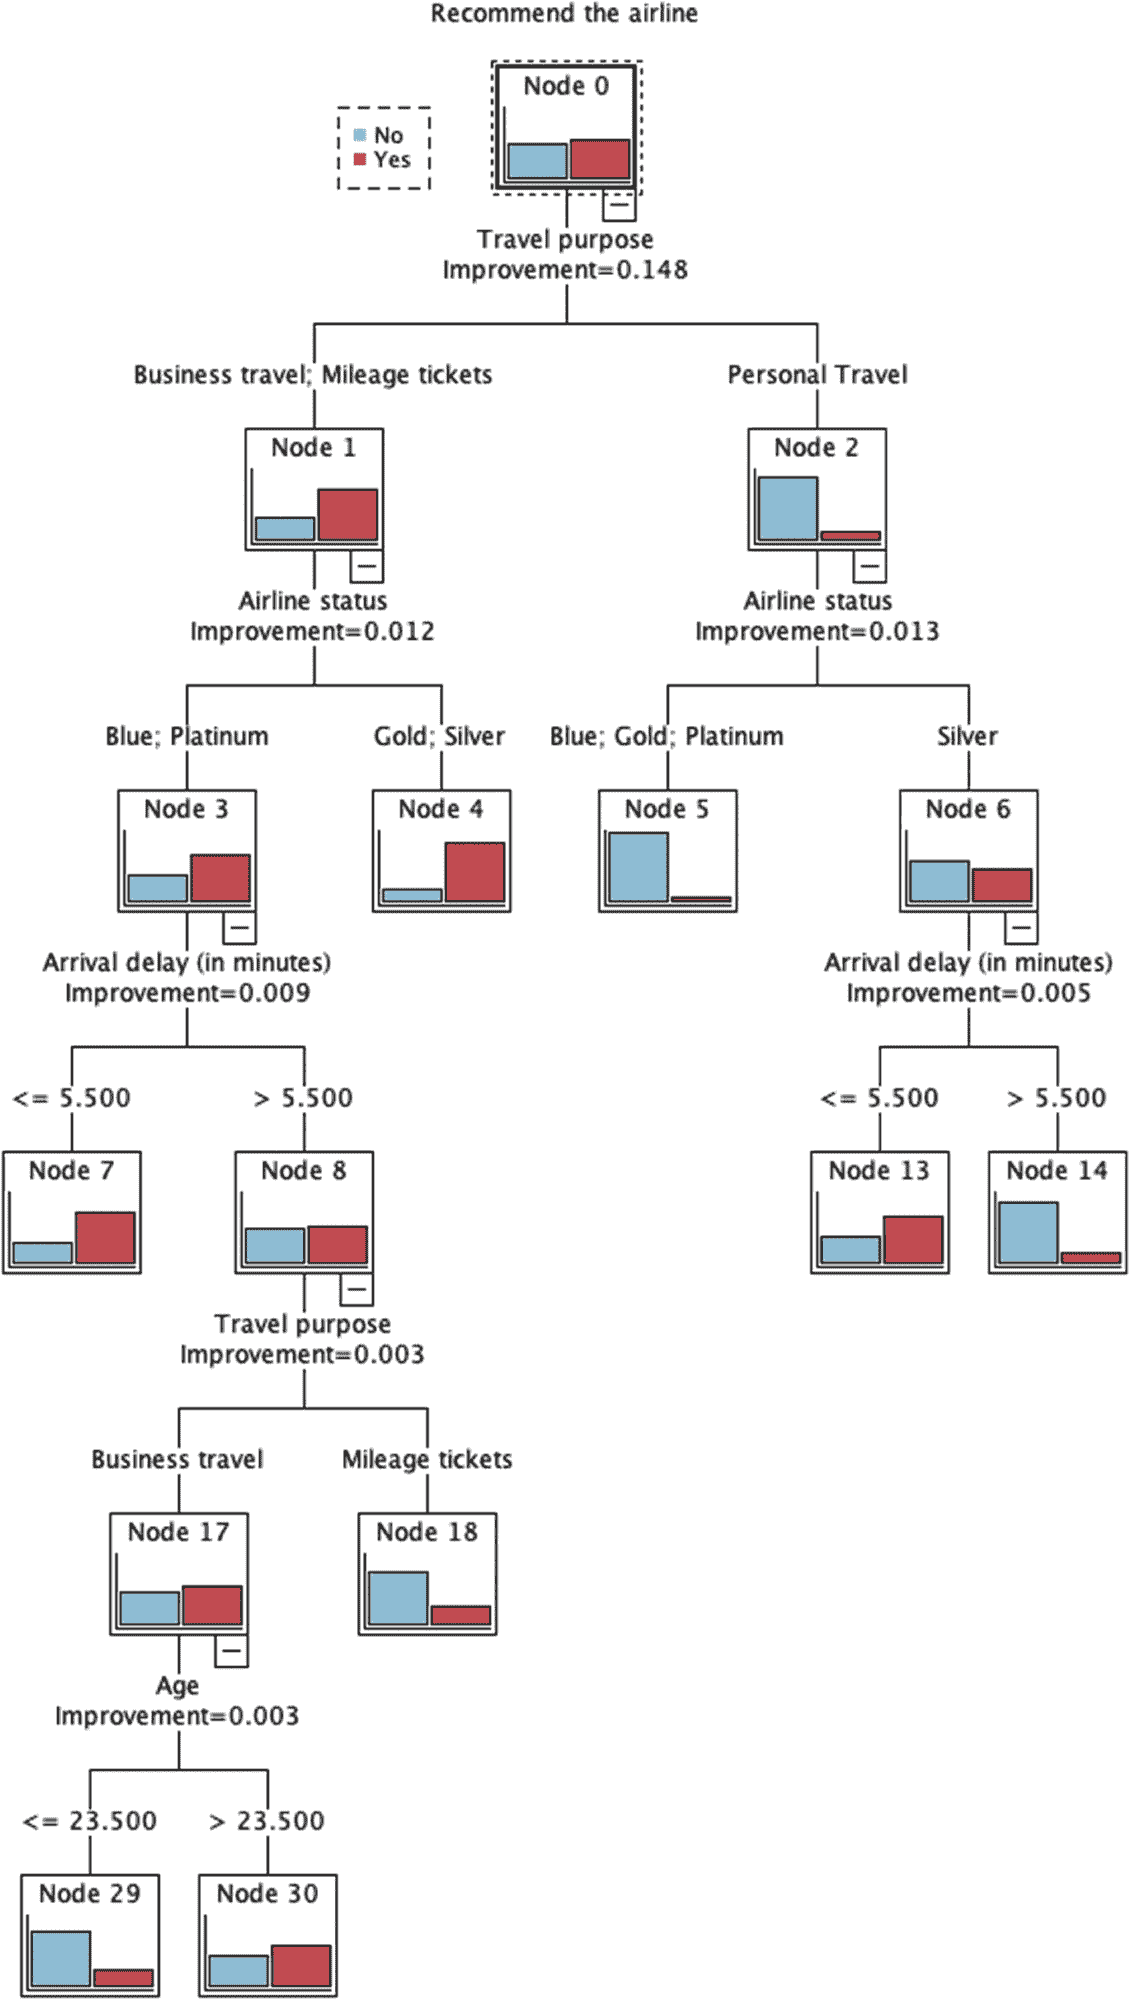 Recommend the airline
Node 0
No
Yes
Travel purpose
Improvement=0.148
Business travel; Mileage tickets
Personal Travel
Node 1
Node 2
Airline status
Improvement=0.012
Airline status
Improvement=0.013
Blue; Platinum
Gold; Silver
Blue; Gold; Platinum
Silver
Node 3
Node 4
Node 5
Node 6
Arrival delay (in minutes)
Improvement=0.009
Arrival delay (in minutes)
Improvement=0.005
<= 5.500
> 5.500
<= 5.500
> 5.500
Node 7
Node 8
Node 13
Node 14
Travel purpose
Improvement=0.003
Business travel
Mileage tickets
Node 17
Node 18
Age
Improvement=0.003
<= 23.500
> 23.500
Node 29
Node 30